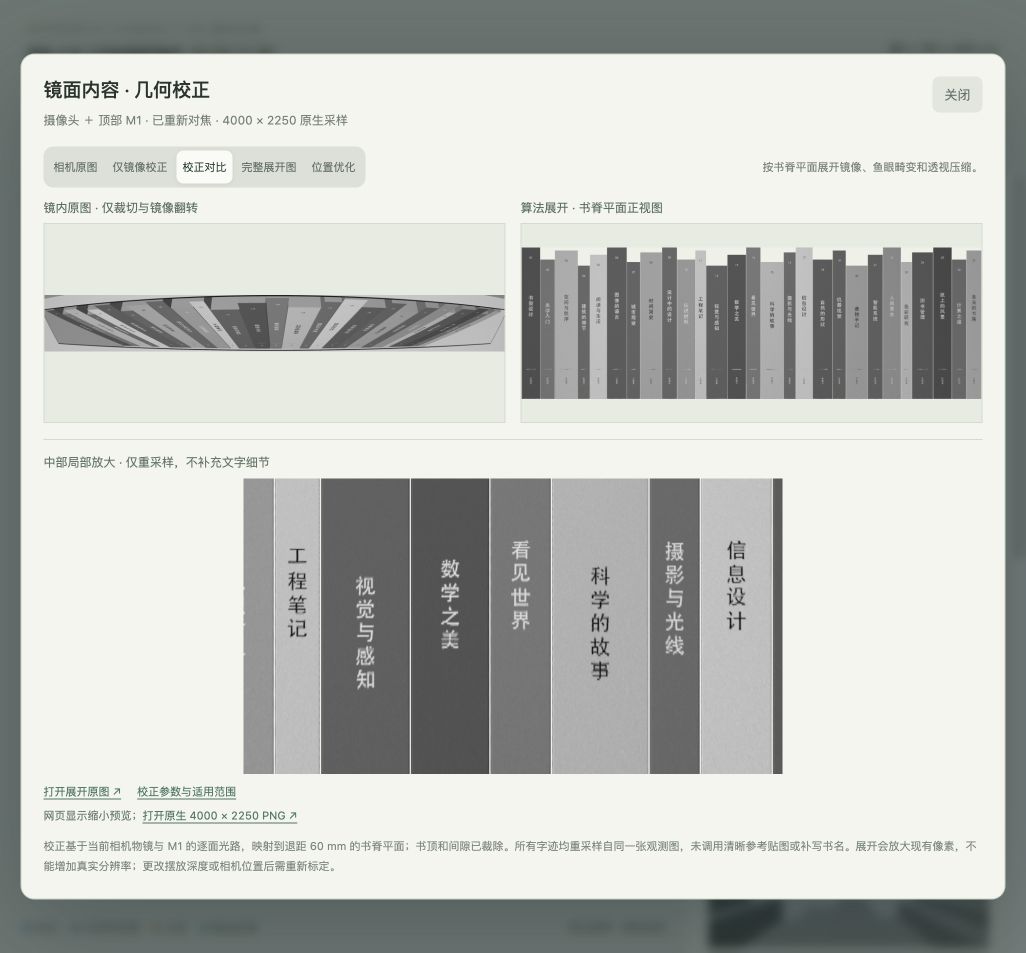 镜面内容 · 几何校正
关闭
摄像头 ＋ 顶部 M1 · 已重新对焦 · 4000 × 2250 原生采样
相机原图
仅镜像校正
校正对比
完整展开图
位置优化
按书脊平面展开镜像、鱼眼畸变和透视压缩。
镜内原图 · 仅裁切与镜像翻转
算法展开 · 书脊平面正视图
中部局部放大 · 仅重采样，不补充文字细节
工程笔记
视觉与感知
数学之美
看见世界
科学的故事
摄影与光线
信息设计
打开展开原图 ↗
校正参数与适用范围
网页显示缩小预览；打开原生 4000 × 2250 PNG ↗
校正基于当前相机物镜与 M1 的逐面光路，映射到退距 60 mm 的书脊平面；书顶和间隙已裁除。所有字迹均重采样自同一张观测图，未调用清晰参考贴图或补写书名。展开会放大现有像素，不
能增加真实分辨率；更改摆放深度或相机位置后需重新标定。